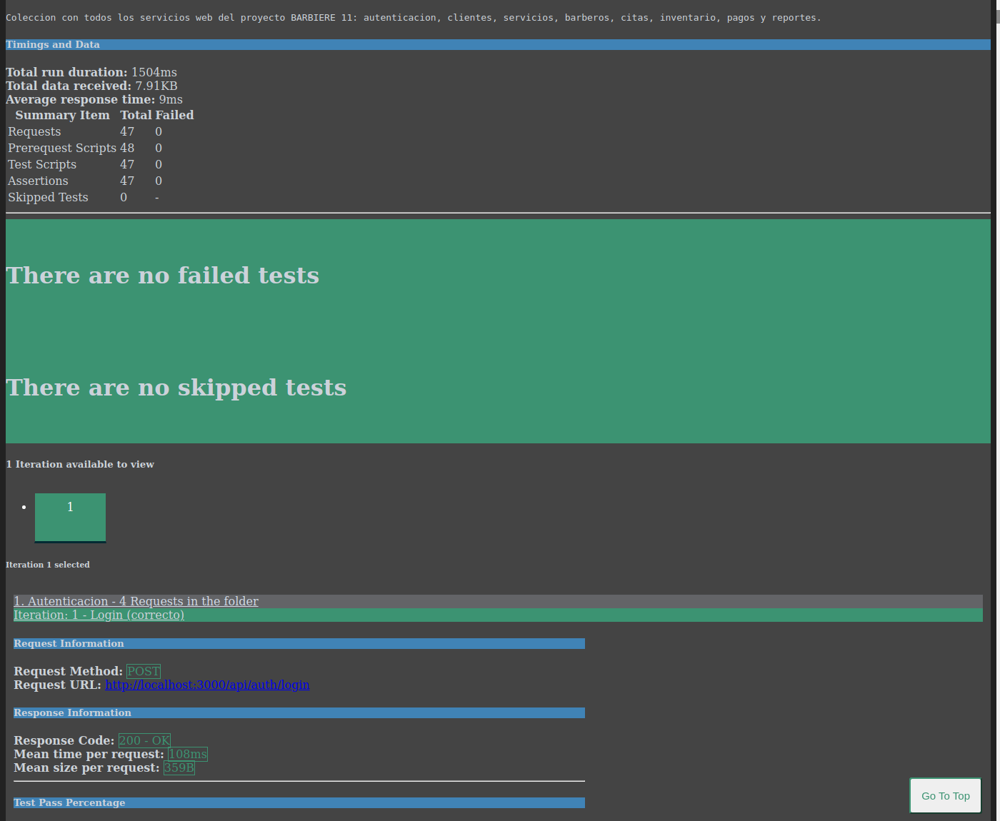 Coleccion con todos los servicios web del proyecto BARBIERE 11: autenticacion, clientes, servicios, barberos, citas, inventario, pagos y reportes.
Timings and Data
Total run duration: 1504ms
Total data received: 7.91KB
Average response time: 9ms
Summary Item Total Failed
Requests 47 0
Prerequest Scripts 48 0
Test Scripts 47 0
Assertions 47 0
Skipped Tests 0 -
There are no failed tests
There are no skipped tests
1 Iteration available to view
1
Iteration 1 selected
1. Autenticacion - 4 Requests in the folder
Iteration: 1 - Login (correcto)
Request Information
Request Method: POST
Request URL: http://localhost:3000/api/auth/login
Response Information
Response Code: 200 - OK
Mean time per request: 108ms
Mean size per request: 359B
Go To Top
Test Pass Percentage